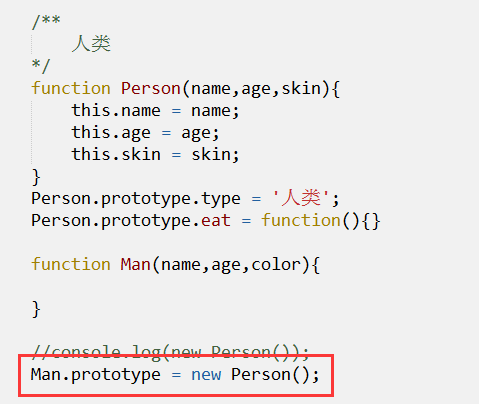 /**
人类
*/
function Person(name,age,skin){
this.name = name;
this.age = age;
this.skin = skin;
}
Person.prototype.type = '人类';
Person.prototype.eat = function(){}
function Man(name,age,color){
}
//console.log(new Person());
Man.prototype = new Person();